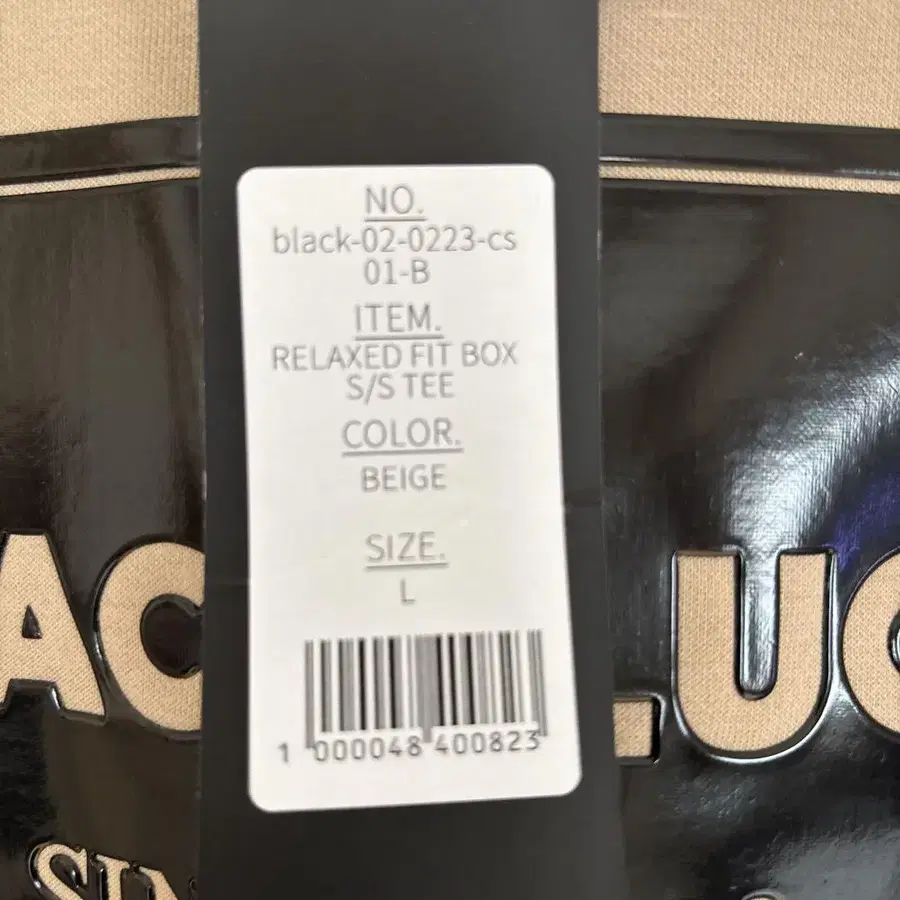 NO.
black-02-0223-cs
01-B
ITEM.
RELAXED FIT BOX
S/S TEE
COLOR.
BEIGE
SIZE.
L
1 000048 400823